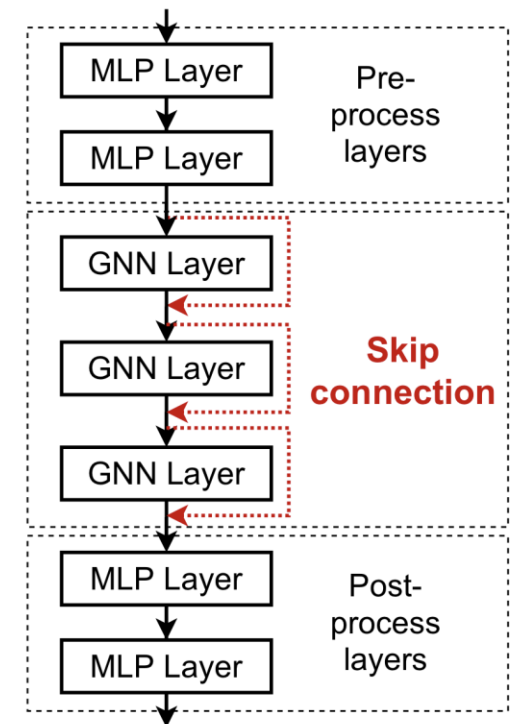 MLP Layer
Pre-
process
layers
MLP Layer
GNN Layer
GNN Layer
Skip
connection
GNN Layer
MLP Layer
Post-
process
layers
MLP Layer